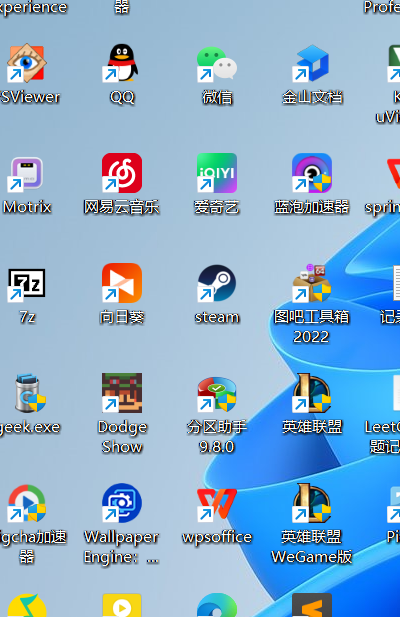 xperience
器
Profe
SViewer
QQ
微信
金山文档
K
uVi
Motrix
网易云音乐
iQIYI
爱奇艺
蓝泡加速器
sprin
7z
7z
向日葵
steam
图吧工具箱
2022
记录
geek.exe
Dodge
Show
分区助手
9.8.0
英雄联盟
LeetC
题记
gcha加速
器
Wallpaper
Engine：...
wpsoffice
英雄联盟
WeGame版
Pi